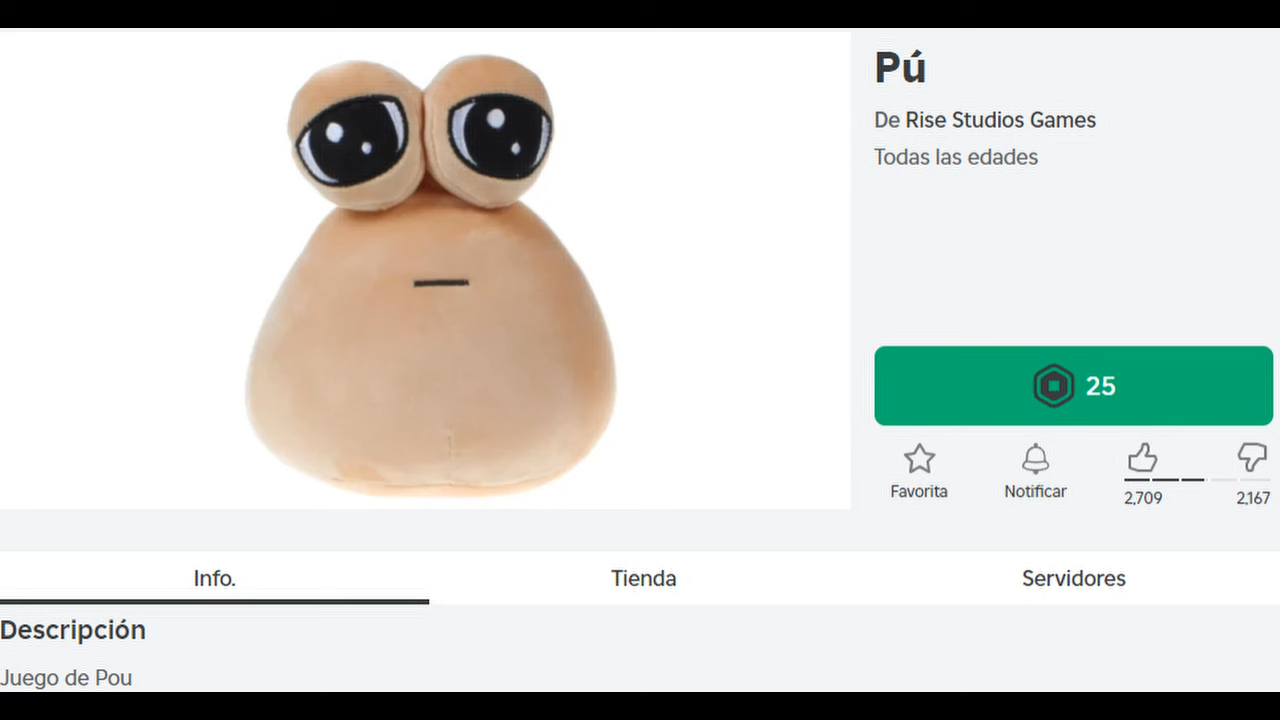 Pú
De Rise Studios Games
Todas las edades
25
Favorita
Notificar
2,709
2,167
Info.
Tienda
Servidores
Descripción
Juego de Pou